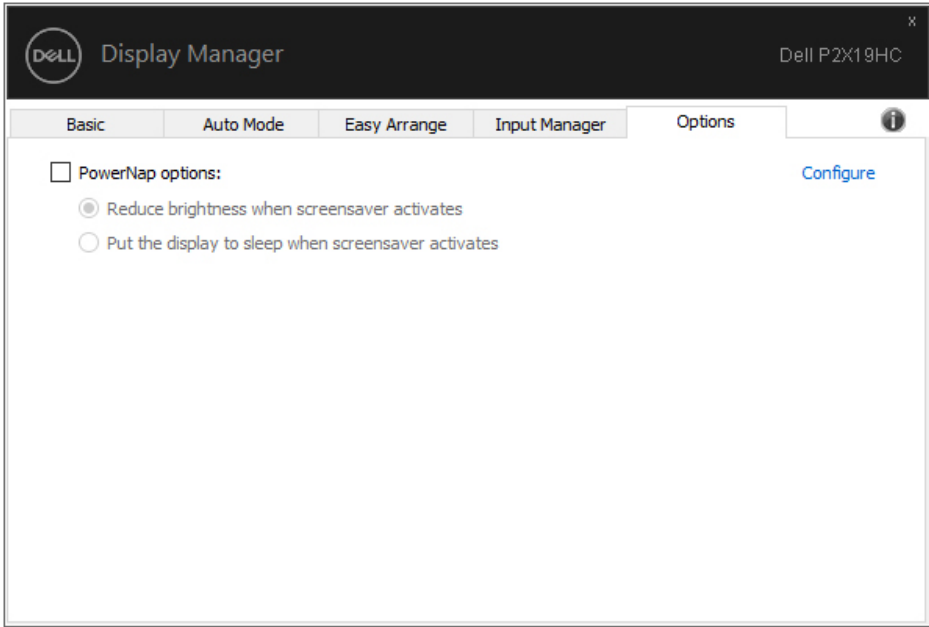 x
DELL Display Manager
Dell P2X19HC
Basic Auto Mode Easy Arrange Input Manager Options i
PowerNap options: Configure
Reduce brightness when screensaver activates
Put the display to sleep when screensaver activates